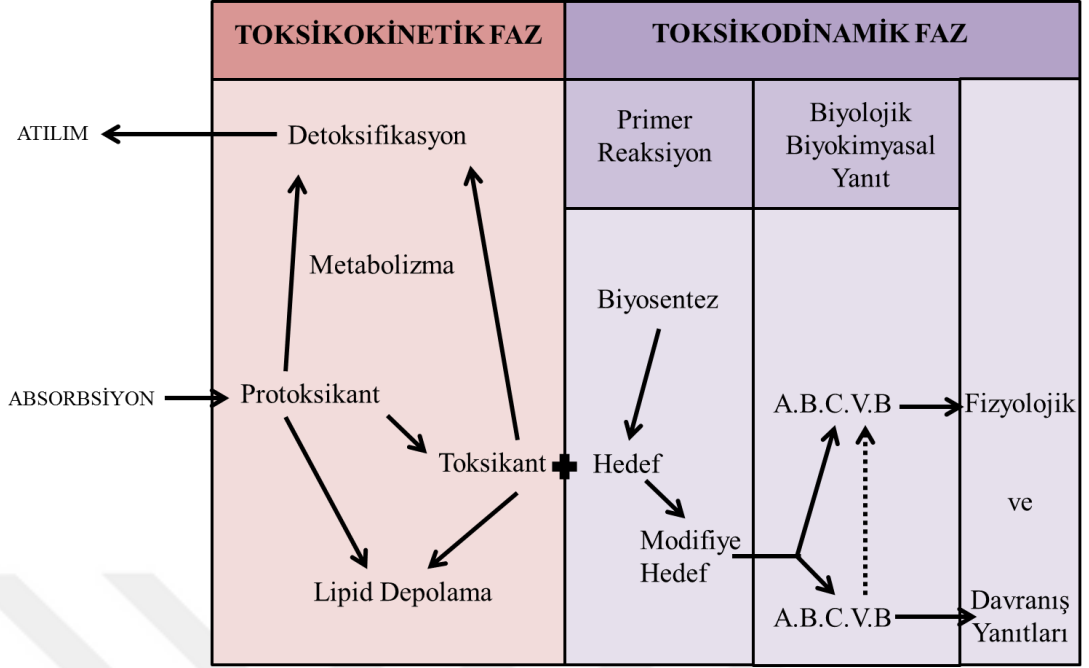 TOKSİKOKİNETİK FAZ
TOKSİKODİNAMİK FAZ
Primer
Reaksiyon
Biyolojik
Biyokimyasal
Yanıt
ATILIM
Detoksifikasyon
Metabolizma
Biyosentez
ABSORBSİYON
Protoksikant
A.B.C.V.B
Fizyolojik
Toksikant
Hedef
ve
Modifiye
Hedef
Lipid Depolama
A.B.C.V.B
Davranış
Yanıtları